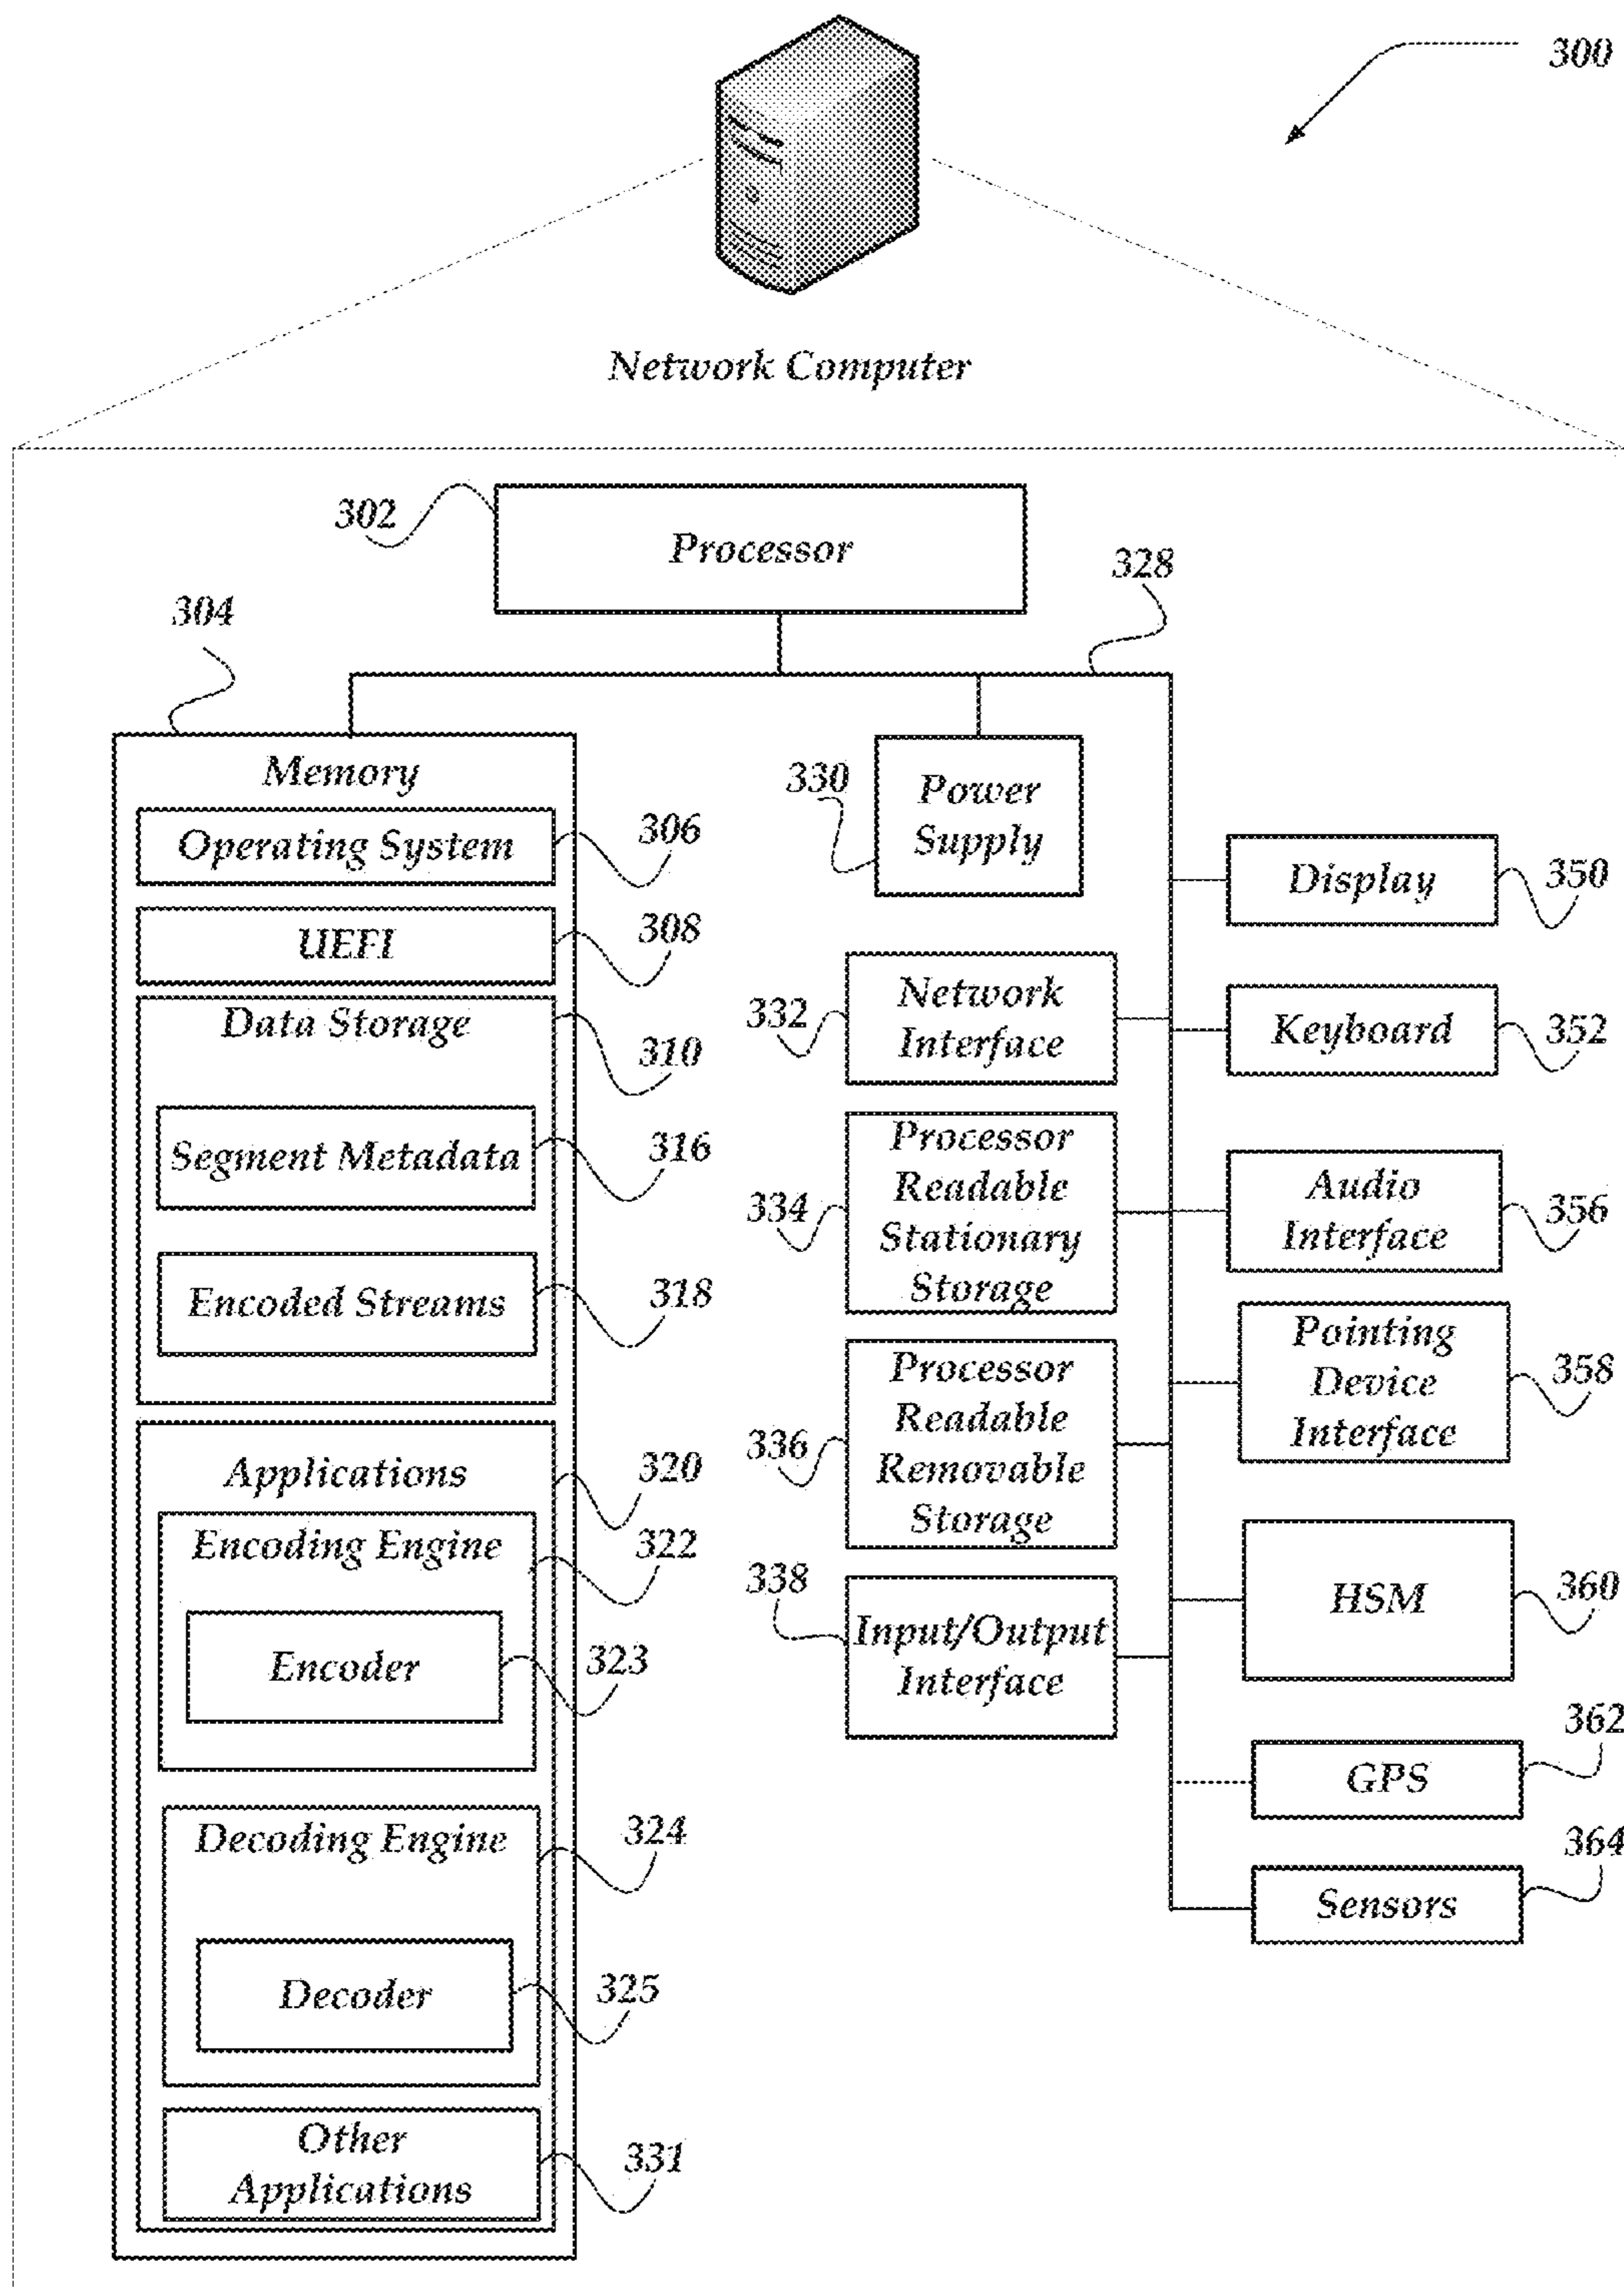 300
Network Computer
302
Processor
328
304
Memory
Operating System
306
UEFI
308
Data Storage
310
Segment Metadata
316
Encoded Streams
318
Applications
320
Encoding Engine
322
Encoder
323
Decoding Engine
324
Decoder
325
Other
Applications
331
330
Power
Supply
332
Network
Interface
334
Processor
Readable
Stationary
Storage
336
Processor
Readable
Removable
Storage
338
Input/Output
Interface
Display
350
Keyboard
352
Audio
Interface
356
Pointing
Device
Interface
358
HSM
360
GPS
362
Sensors
364